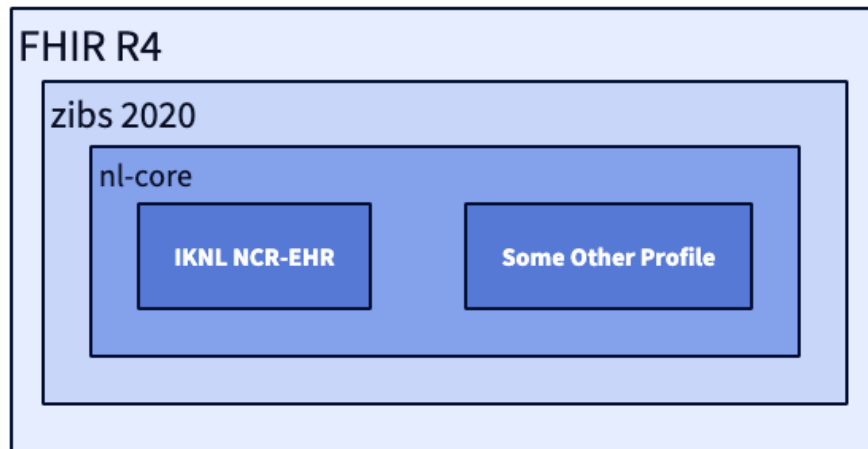 FHIR R4
zibs 2020
nl-core
IKNL NCR-EHR
Some Other Profile